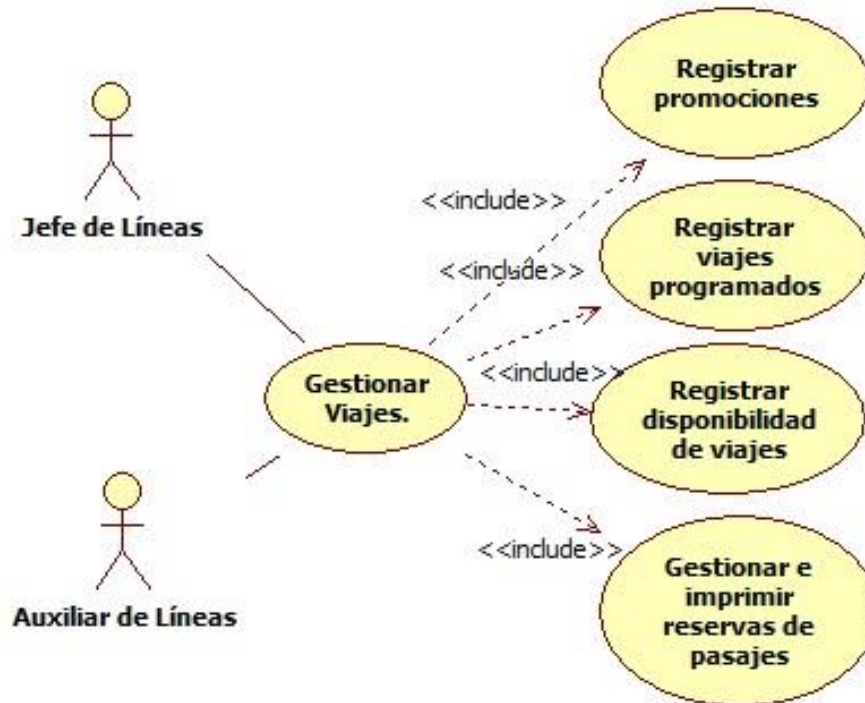 Registrar
promociones
Jefe de Líneas
<<include>>
Registrar
viajes
programados
<<include>>
Gestionar
Viajes.
<<include>>
Registrar
disponibilidad
de viajes
<<include>>
Gestionar e
imprimir
reservas de
pasajes
Auxiliar de Líneas